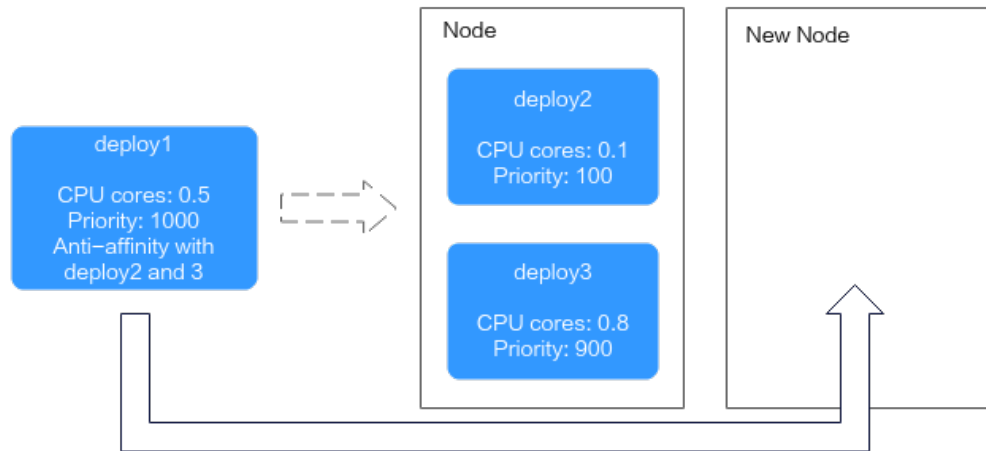 deploy1
CPU cores: 0.5
Priority: 1000
Anti−affinity with
deploy2 and 3
Node
deploy2
CPU cores: 0.1
Priority: 100
deploy3
CPU cores: 0.8
Priority: 900
New Node